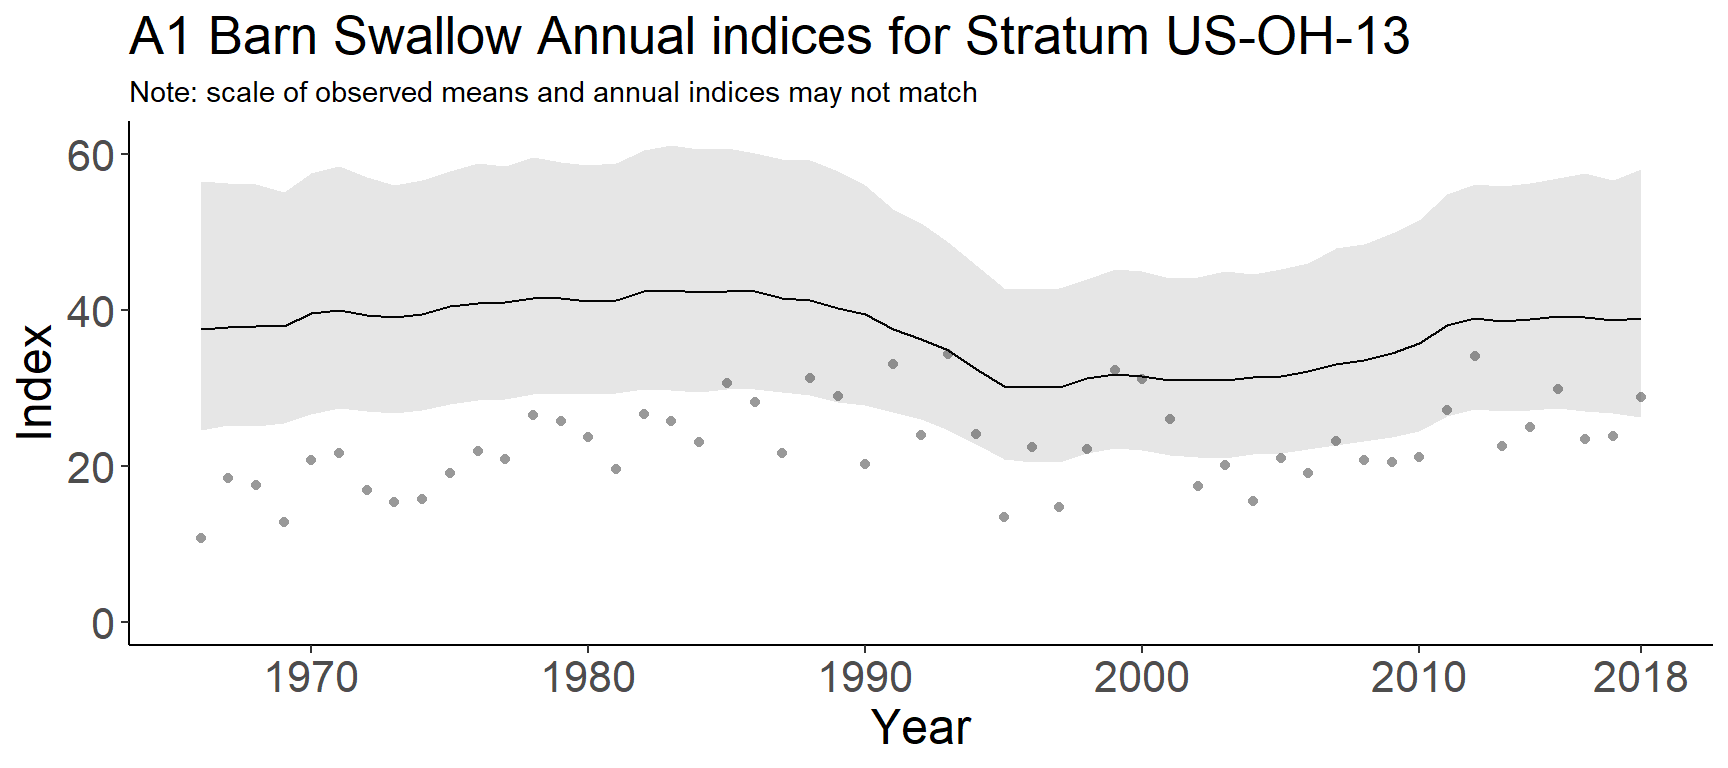 A1 Barn Swallow Annual indices for Stratum US-OH-13
Note: scale of observed means and annual indices may not match
60
40
20
0
Index
1970 1980 1990 2000 2010 2018
Year